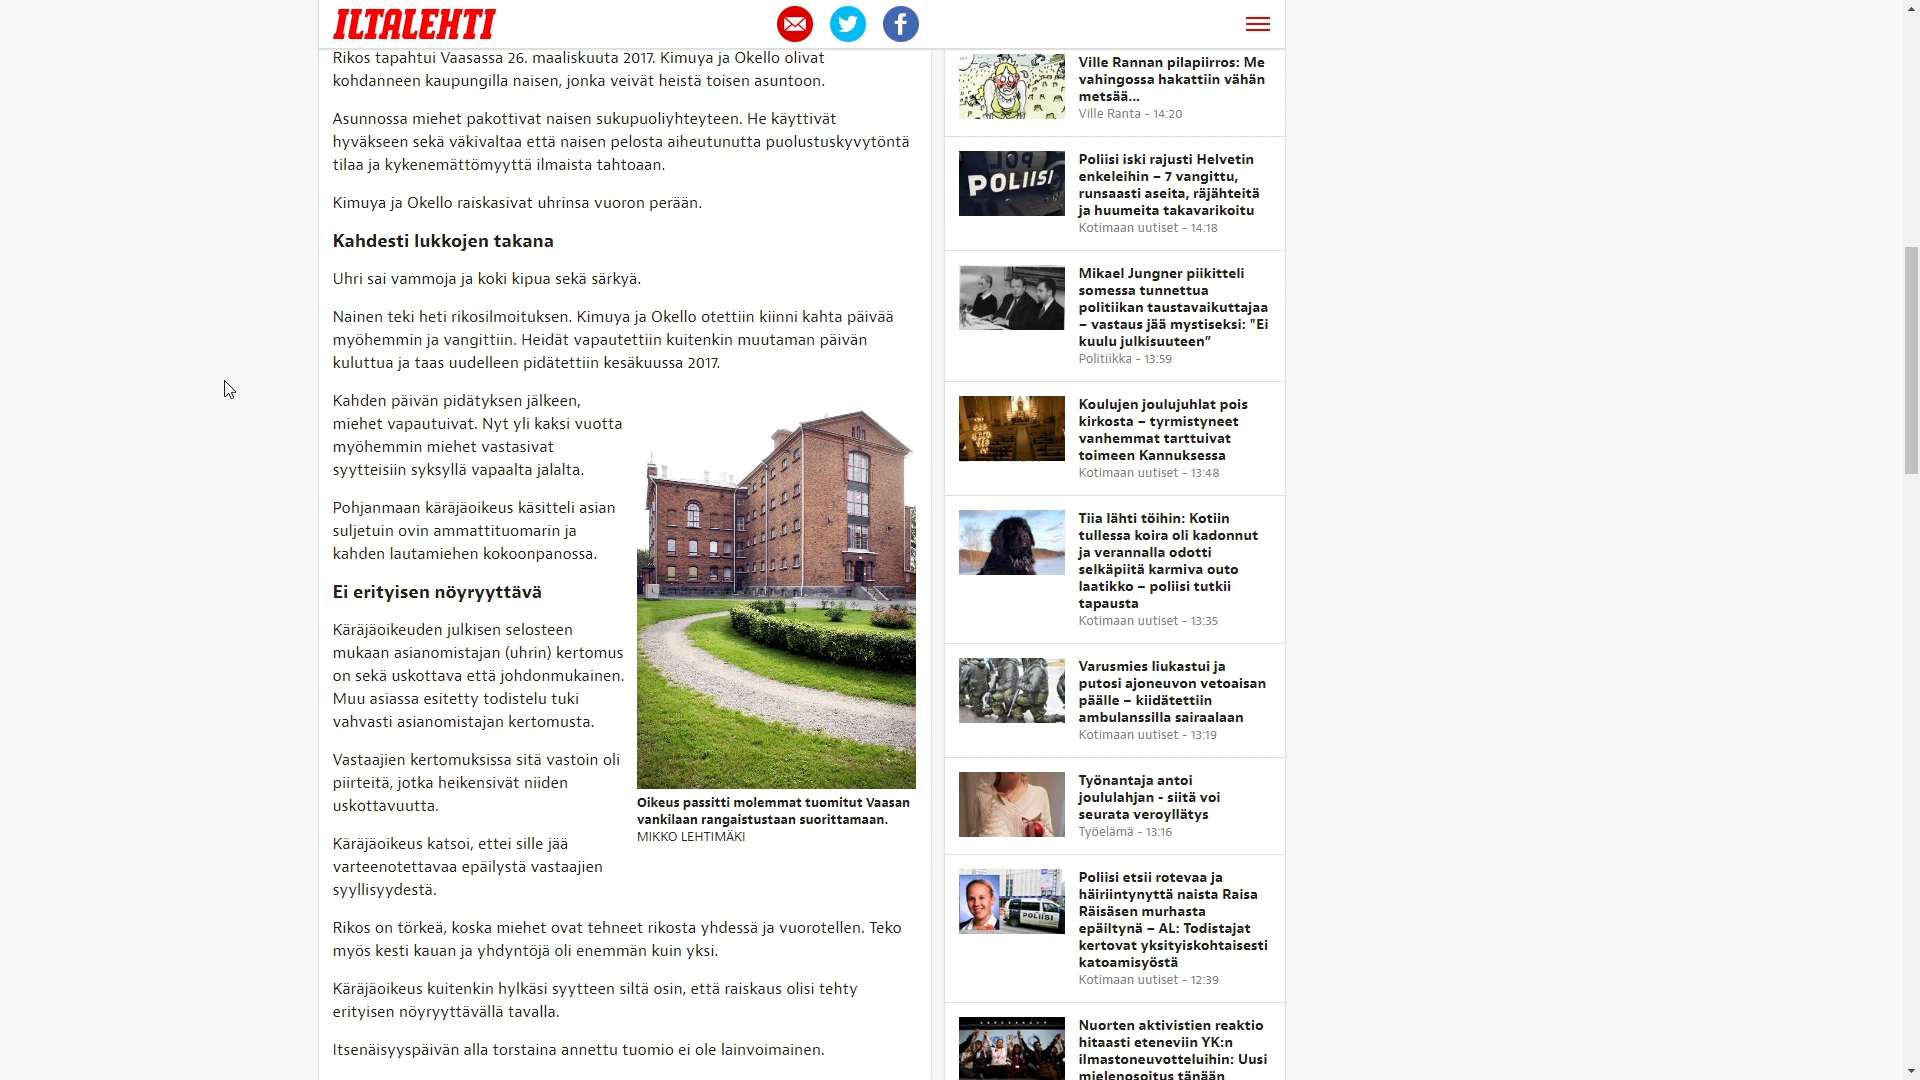 ILTALEHTI
Rikos tapahtui Vaasassa 26. maaliskuuta 2017. Kimuya ja Okello olivat
kohdanneen kaupungilla naisen, jonka veivät heistä toisen asuntoon.
Asunnossa miehet pakottivat naisen sukupuoliyhteyteen. He käyttivät
hyväkseen sekä väkivaltaa että naisen pelosta aiheutunutta puolustuskyvytöntä
tilaa ja kykenemättömyyttä ilmaista tahtoaan.
Kimuya ja Okello raiskasivat uhrinsa vuoron perään.
Kahdesti lukkojen takana
Uhri sai vammoja ja koki kipua sekä särkyä.
Nainen teki heti rikosilmoituksen. Kimuya ja Okello otettiin kiinni kahta päivää
myöhemmin ja vangittiin. Heidät vapautettiin kuitenkin muutaman päivän
kuluttua ja taas uudelleen pidätettiin kesäkuussa 2017.
Kahden päivän pidätyksen jälkeen,
miehet vapautuivat. Nyt yli kaksi vuotta
myöhemmin miehet vastasivat
syytteisiin syksyllä vapaalta jalalta.
Pohjanmaan käräjäoikeus käsitteli asian
suljetuin ovin ammattituomarin ja
kahden lautamiehen kokoonpanossa.
Ei erityisen nöyryyttävä
Käräjäoikeuden julkisen selosteen
mukaan asianomistajan (uhrin) kertomus
on sekä uskottava että johdonmukainen.
Muu asiassa esitetty todistelu tuki
vahvasti asianomistajan kertomusta.
Vastaajien kertomuksissa sitä vastoin oli
piirteitä, jotka heikensivät niiden
uskottavuutta.
Käräjäoikeus katsoi, ettei sille jää
varteenotettavaa epäilystä vastaajien
syyllisyydestä.
Oikeus passitti molemmat tuomitut Vaasan
vankilaan rangaistustaan suorittamaan.
MIKKO LEHTIMÄKI
Rikos on törkeä, koska miehet ovat tehneet rikosta yhdessä ja vuorotellen. Teko
myös kesti kauan ja yhdyntöjä oli enemmän kuin yksi.
Käräjäoikeus kuitenkin hylkäsi syytteen siltä osin, että raiskaus olisi tehty
erityisen nöyryyttävällä tavalla.
Itsenäisyyspäivän alla torstaina annettu tuomio ei ole lainvoimainen.
Ville Rannan pilapiirros: Me
vahingossa hakattiin vähän
metsää...
Ville Ranta - 14:20
POLIISI
Poliisi iski rajusti Helvetin
enkeleihin – 7 vangittu,
runsaasti aseita, räjähteitä
ja huumeita takavarikoitu
Kotimaan uutiset - 14:18
Mikael Jungner piikitteli
somessa tunnettua
politiikan taustavaikuttajaa
– vastaus jää mystiseksi: "Ei
kuulu julkisuuteen”
Politiikka - 13:59
Koulujen joulujuhlat pois
kirkosta – tyrmistyneet
vanhemmat tarttuivat
toimeen Kannuksessa
Kotimaan uutiset - 13:48
Tiia lähti töihin: Kotiin
tullessa koira oli kadonnut
ja verannalla odotti
selkäpiitä karmiva outo
laatikko – poliisi tutkii
tapausta
Kotimaan uutiset - 13:35
Varusmies liukastui ja
putosi ajoneuvon vetoaisan
päälle – kiidätettiin
ambulanssilla sairaalaan
Kotimaan uutiset - 13:19
Työnantaja antoi
joululahjan - siitä voi
seurata veroyllätys
Työelämä - 13:16
POLIISI
Poliisi etsii rotevaa ja
häiriintynyttä naista Raisa
Räisäsen murhasta
epäiltynä – AL: Todistajat
kertovat yksityiskohtaisesti
katoamisyöstä
Kotimaan uutiset - 12:39
Nuorten aktivistien reaktio
hitaasti eteneviin YK:n
ilmastoneuvotteluihin: Uusi
mielenosoitus tänään